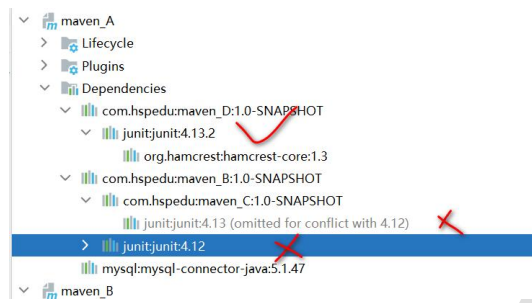 maven_A
Lifecycle
Plugins
Dependencies
com.hspedu:maven_D:1.0-SNAPSHOT
junit:junit:4.13.2
org.hamcrest:hamcrest-core:1.3
com.hspedu:maven_B:1.0-SNAPSHOT
com.hspedu:maven_C:1.0-SNAPSHOT
junit:junit:4.13 (omitted for conflict with 4.12)
junit:junit:4.12
mysql:mysql-connector-java:5.1.47
maven_B